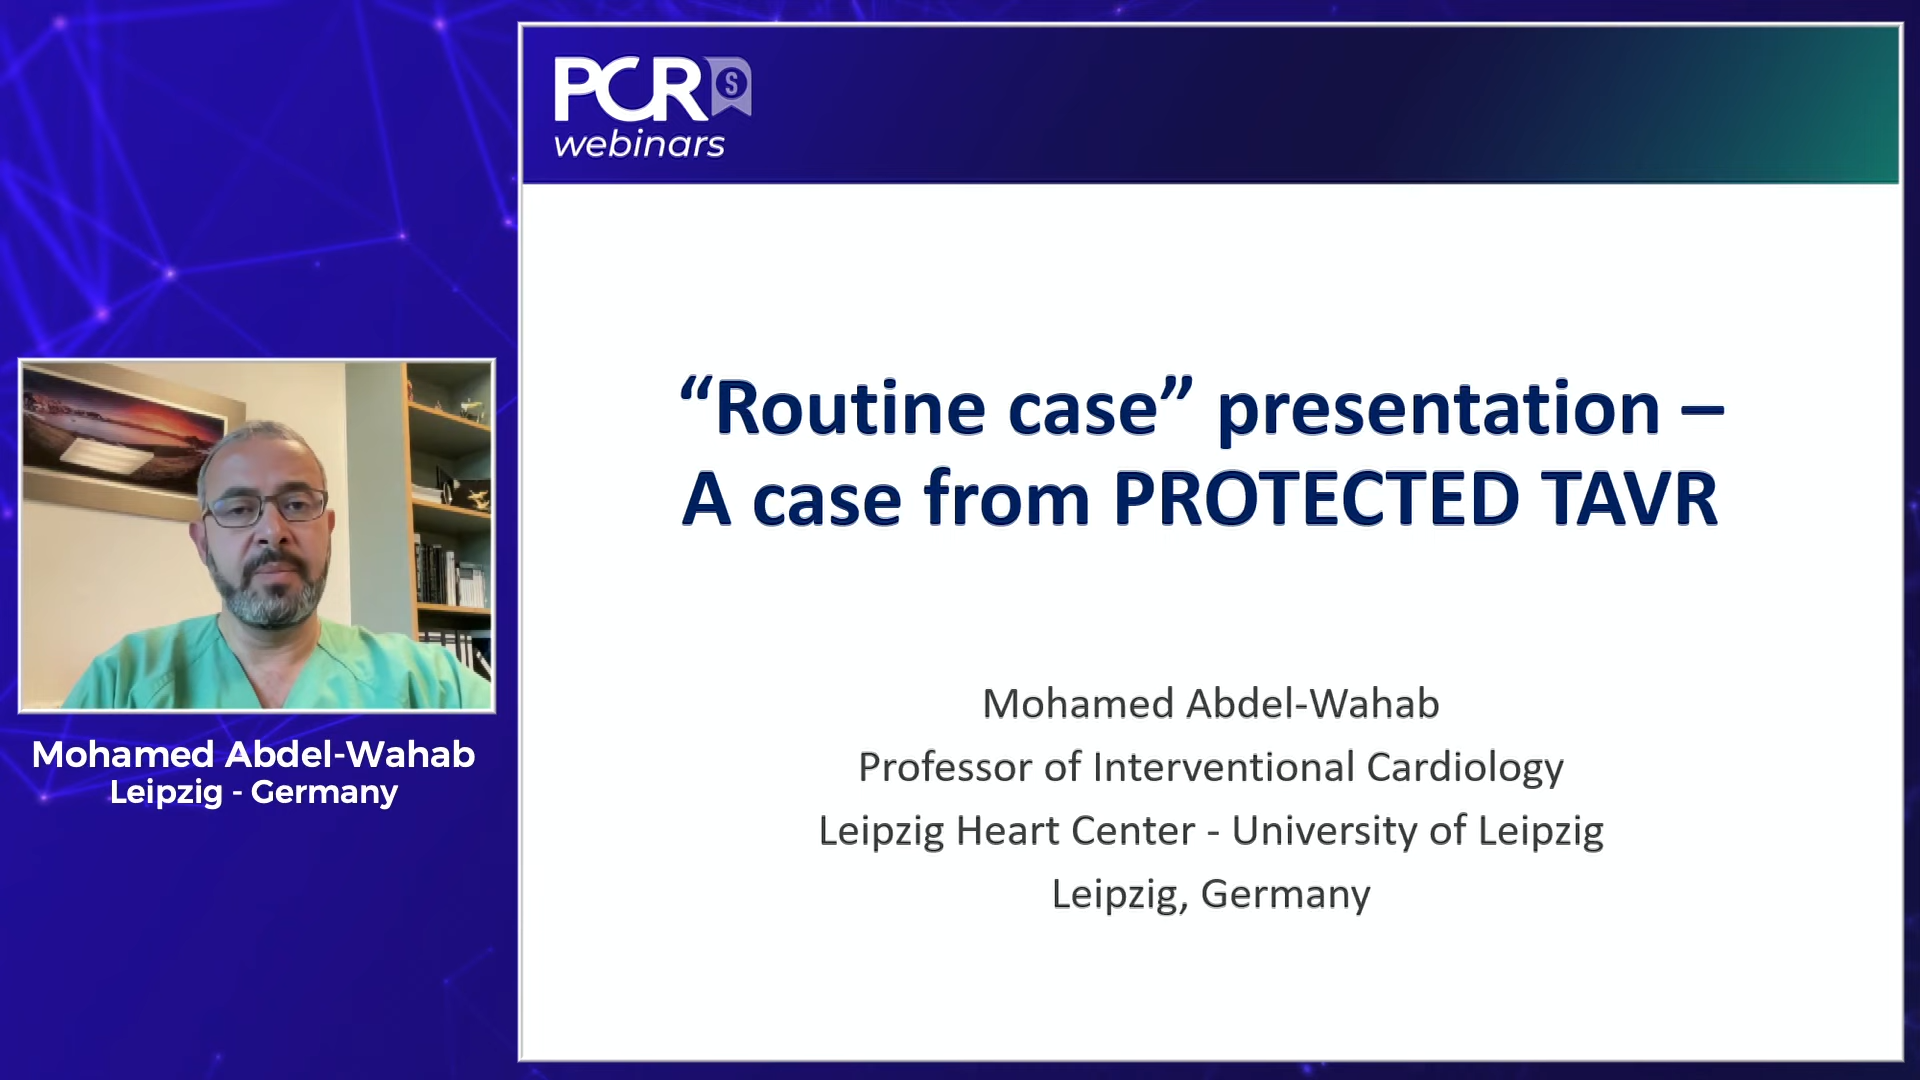 PCR S
webinars
“Routine case” presentation –
A case from PROTECTED TAVR
Mohamed Abdel-Wahab
Professor of Interventional Cardiology
Leipzig Heart Center - University of Leipzig
Leipzig, Germany
Mohamed Abdel-Wahab
Leipzig - Germany